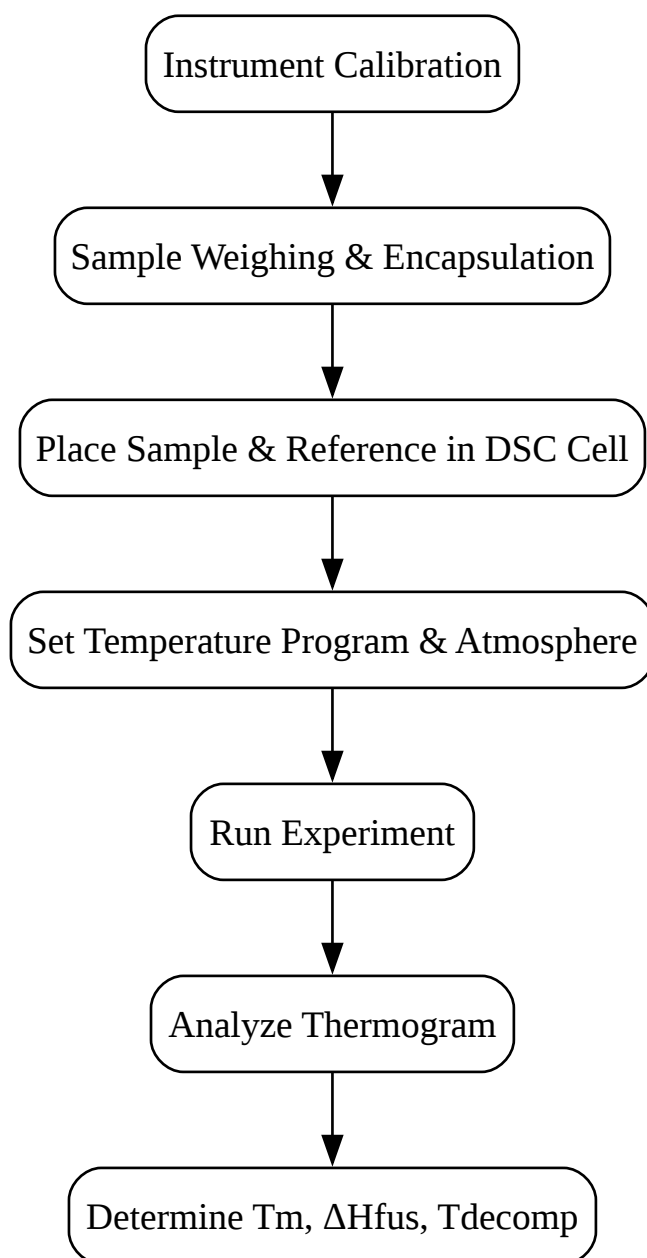 Instrument Calibration
Sample Weighing & Encapsulation
Place Sample & Reference in DSC Cell
Set Temperature Program & Atmosphere
Run Experiment
Analyze Thermogram
Determine Tm, ΔHfus, Tdecomp